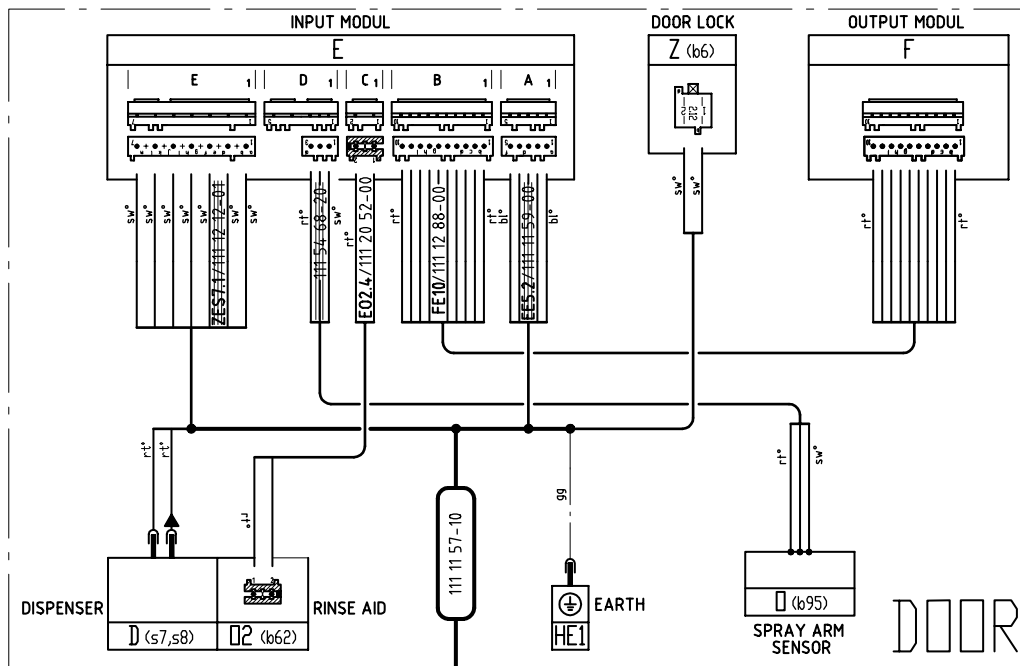 INPUT MODUL
DOOR LOCK
OUTPUT MODUL
E
Z (b6)
F
E 1
D 1
C 1
B 1
A 1
sw°
sw°
sw°
sw°
sw°
sw°
ZES7.1/111 12 12-01
rt°
111 54 68-20
sw°
rt°
EO2.4/111 20 52-00
rt°
FE10/111 12 88-00
rt°
bl°
EE5.2/111 11 59-00
bl°
sw°
sw°
rt°
rt°
rt°
rt°
rt°
111 11 57-10
gg
rt°
sw°
DISPENSER
D (s7,s8)
O2 (b62)
RINSE AID
EARTH
HE1
O (b95)
SPRAY ARM
SENSOR
DOOR